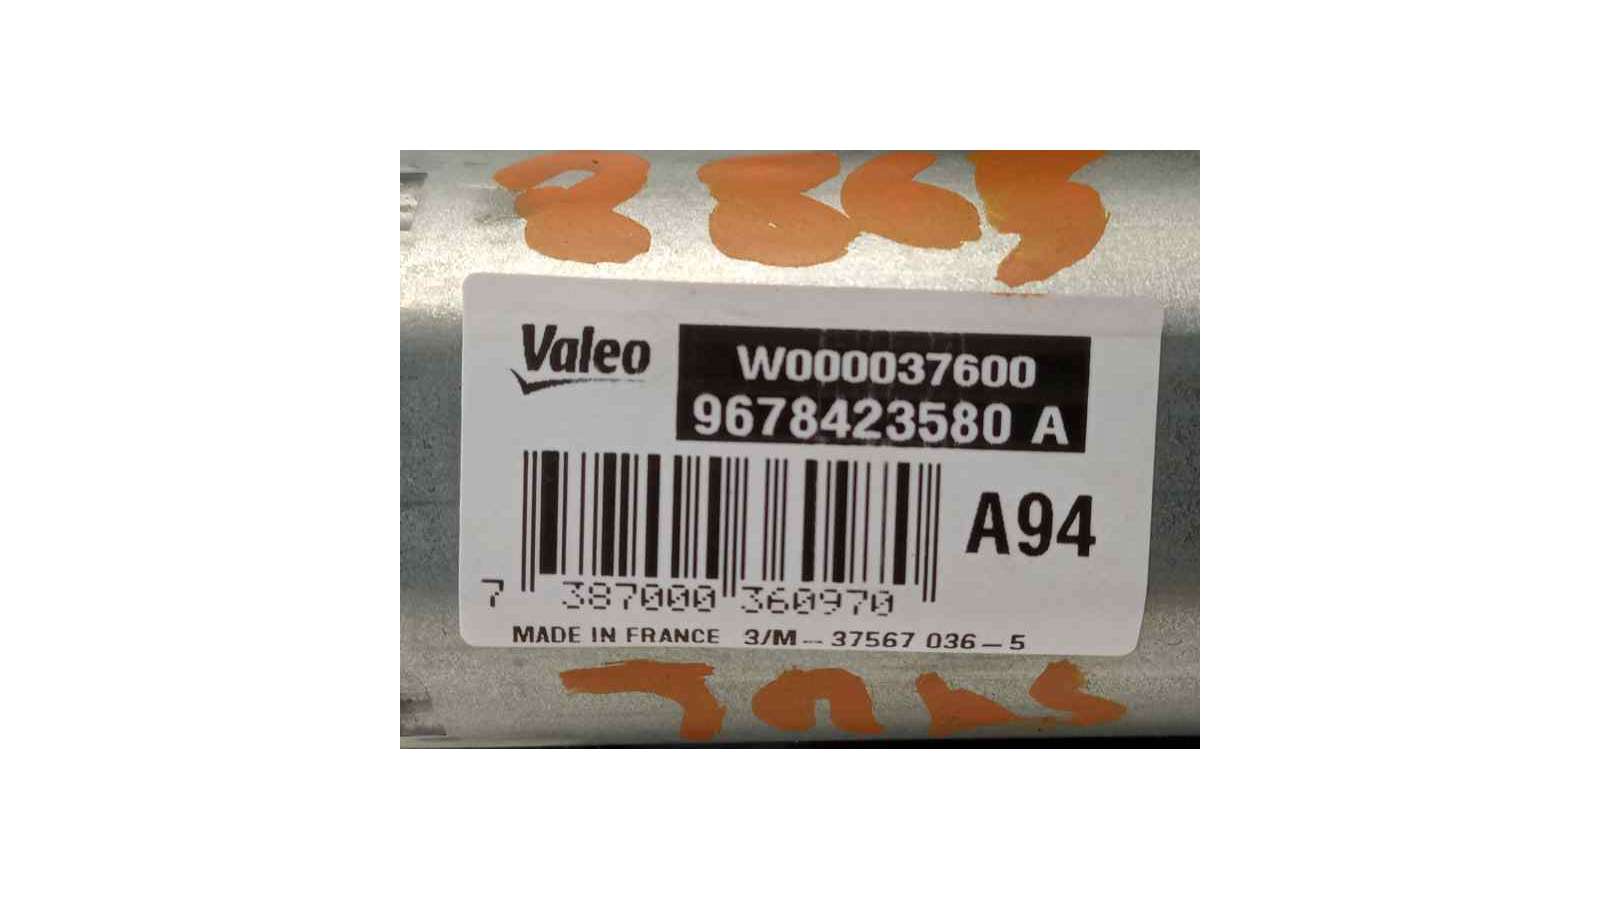 Valeo
W000037600
9678423580 A
A94
7 387000 360970
MADE IN FRANCE 3/M-37567 036-5